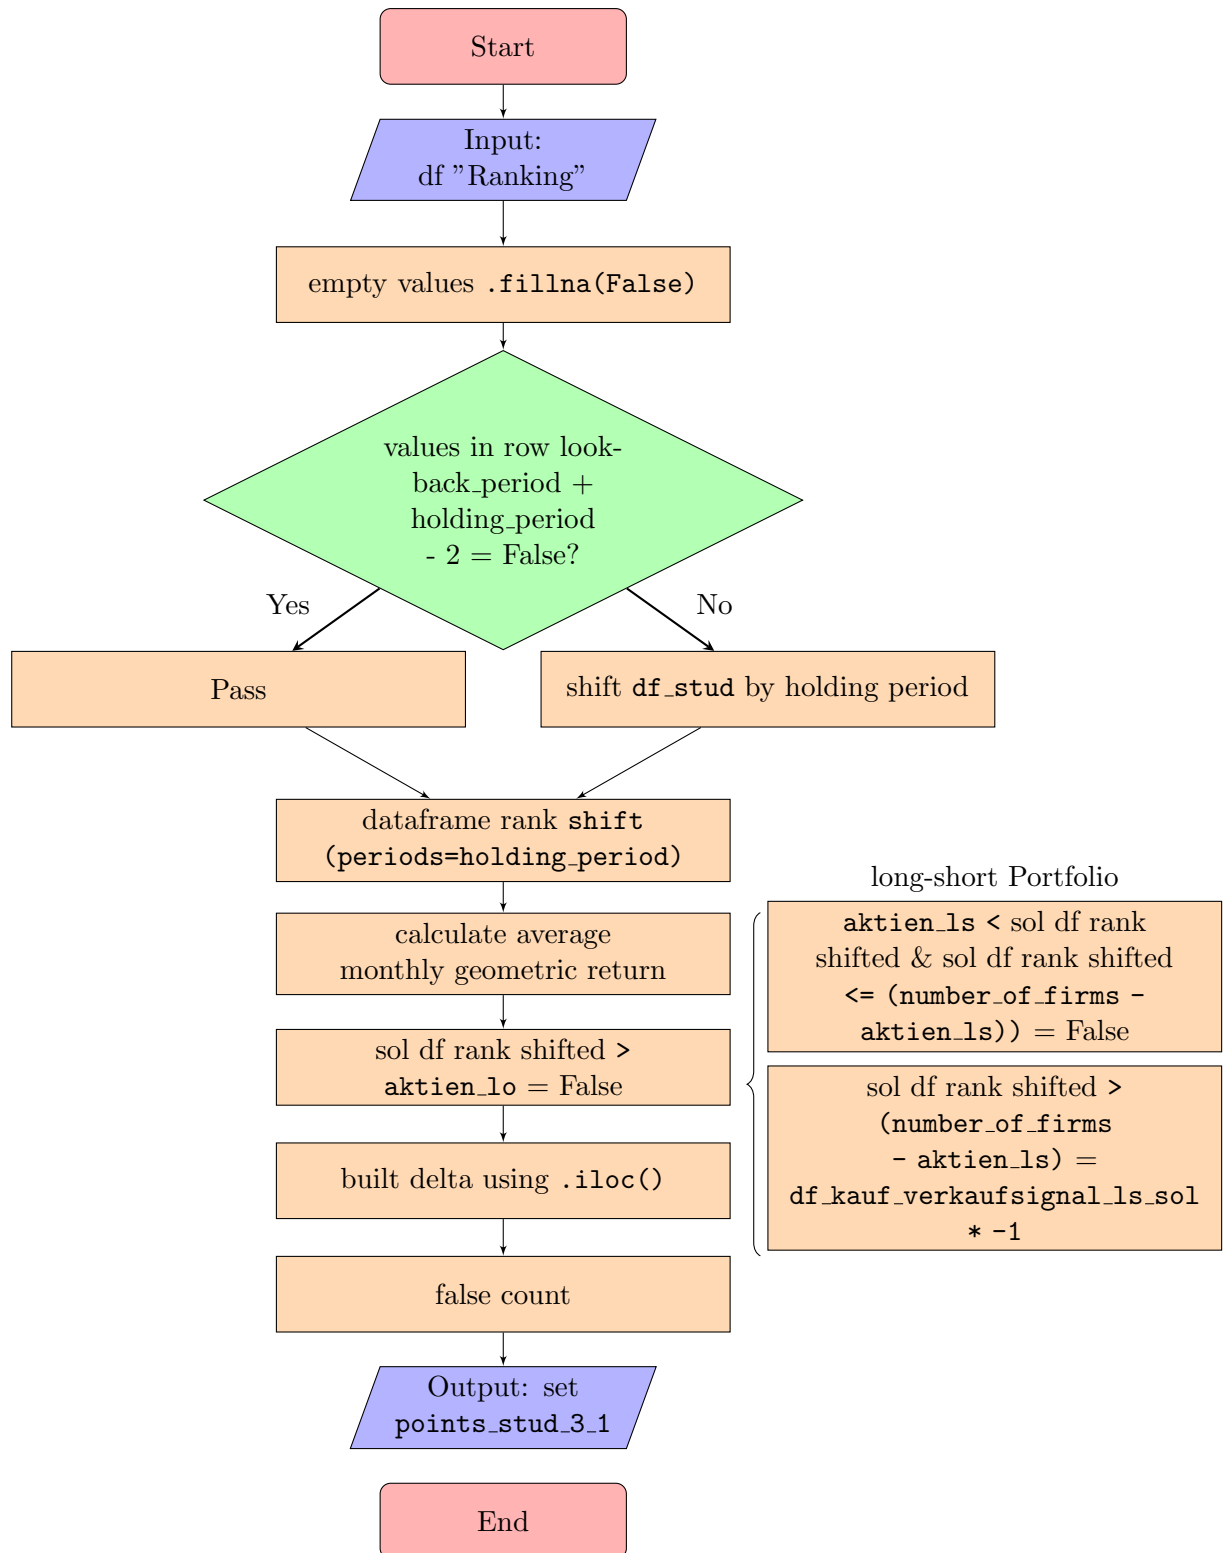 Start
Input:
df ”Ranking”
empty values .fillna(False)
values in row look-
back_period +
holding_period
- 2 = False?
Yes
No
Pass
shift df_stud by holding period
dataframe rank shift
(periods=holding_period)
calculate average
monthly geometric return
sol df rank shifted >
aktien_lo = False
built delta using .iloc()
false count
long-short Portfolio
aktien_ls < sol df rank
shifted & sol df rank shifted
<= (number_of_firms -
aktien_ls)) = False
sol df rank shifted >
(number_of_firms
- aktien_ls) =
df_kauf_verkaufsignal_ls_sol
* -1
Output: set
points_stud_3_1
End